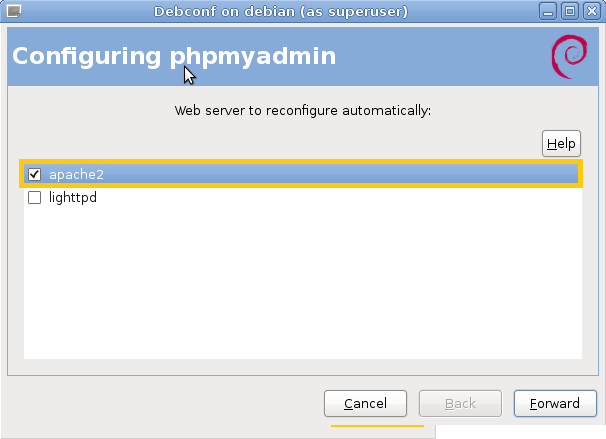 Debconf on debian (as superuser)
Configuring phpmyadmin
Web server to reconfigure automatically:
Help
apache2
lighttpd
Cancel
Back
Forward